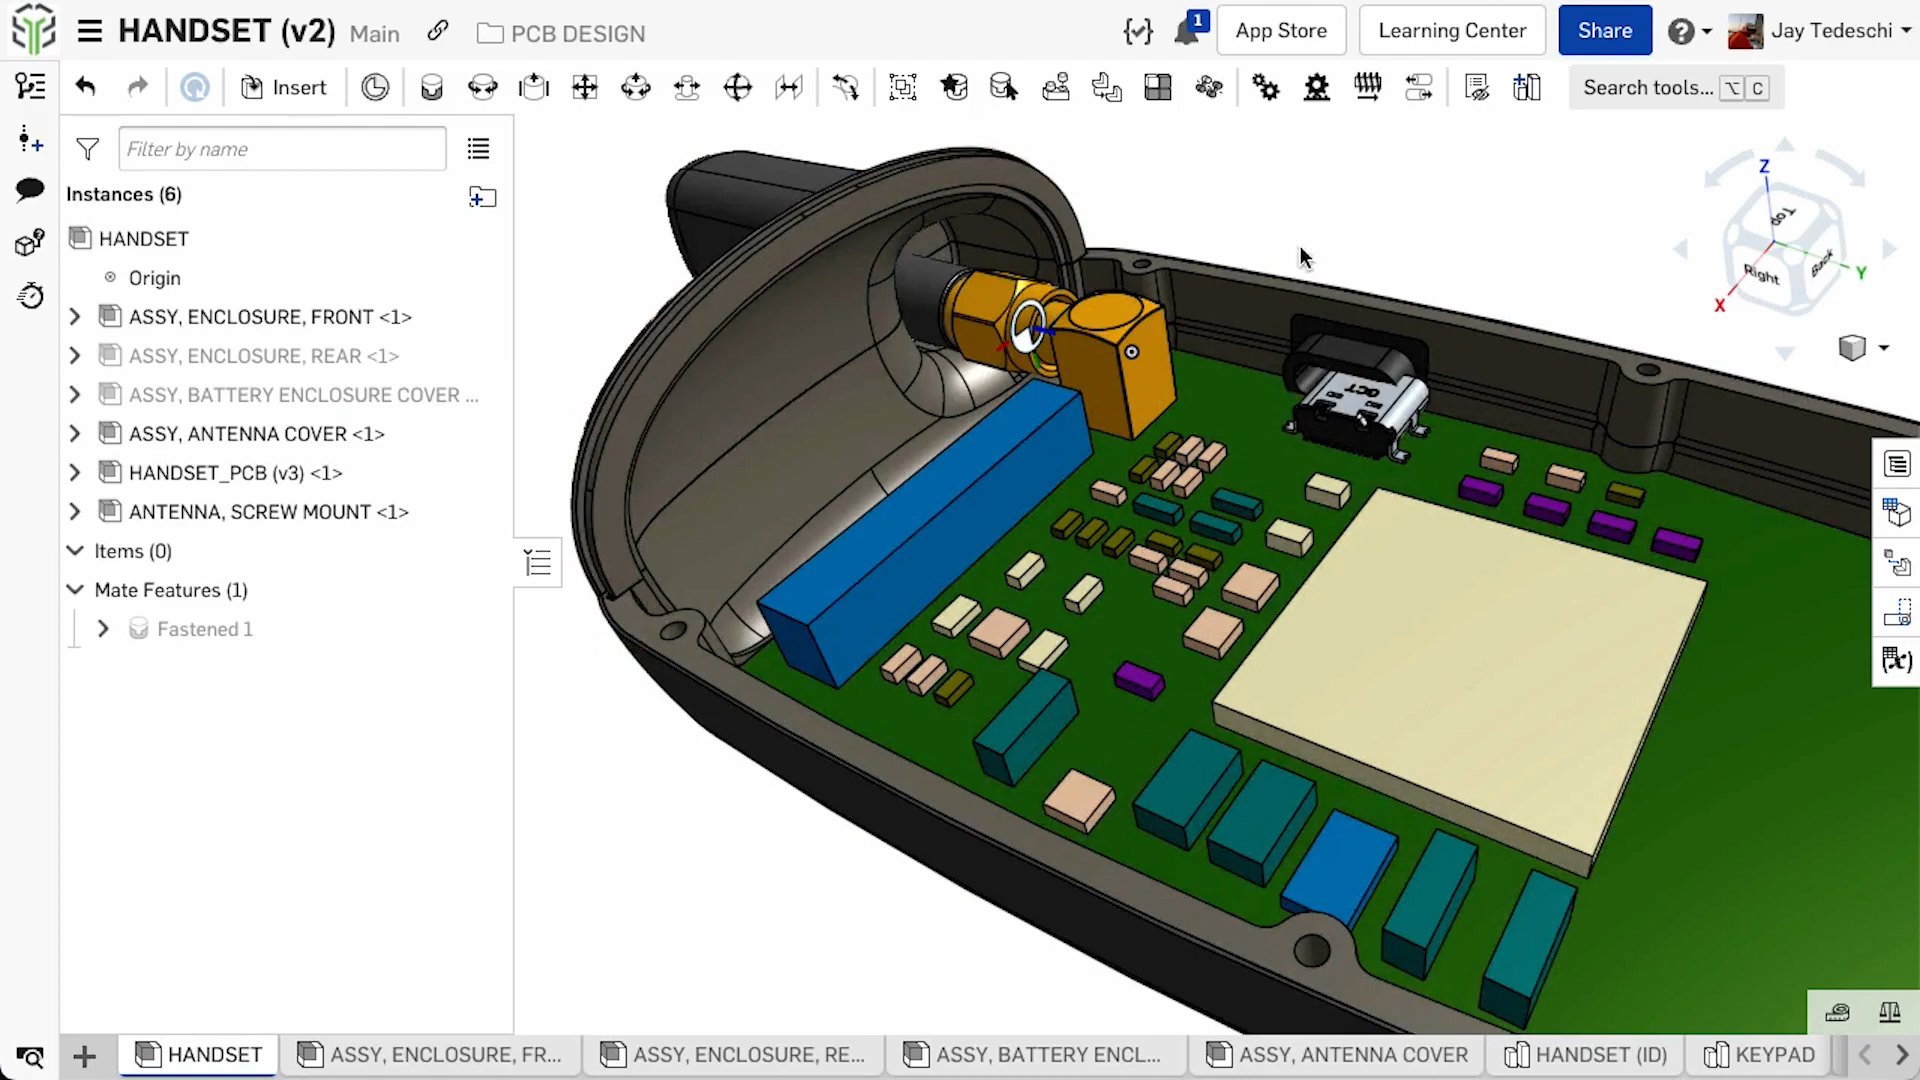 HANDSET (v2) Main PCB DESIGN
1 App Store Learning Center Share Jay Tedeschi
Insert Search tools... ⌥ C
Filter by name
Instances (6)
HANDSET
Origin
ASSY, ENCLOSURE, FRONT <1>
ASSY, ENCLOSURE, REAR <1>
ASSY, BATTERY ENCLOSURE COVER ...
ASSY, ANTENNA COVER <1>
HANDSET_PCB (v3) <1>
ANTENNA, SCREW MOUNT <1>
Items (0)
Mate Features (1)
Fastened 1
Z
Top
Right
Back
Y
X
GCT
HANDSET
ASSY, ENCLOSURE, FR...
ASSY, ENCLOSURE, RE...
ASSY, BATTERY ENCL...
ASSY, ANTENNA COVER
HANDSET (ID)
KEYPAD